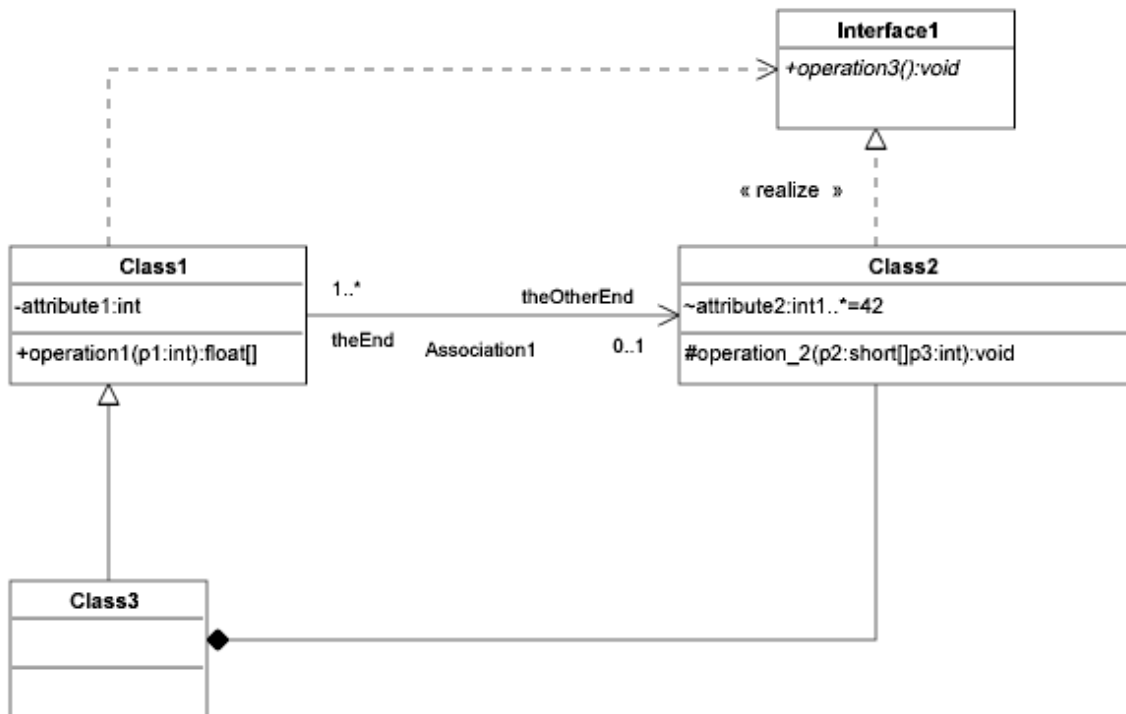 Interface1
+operation3():void
« realize »
Class1
-attribute1:int
+operation1(p1:int):float[]
1..*
theOtherEnd
theEnd
Association1
0..1
Class2
~attribute2:int1..*=42
#operation_2(p2:short[]p3:int):void
Class3